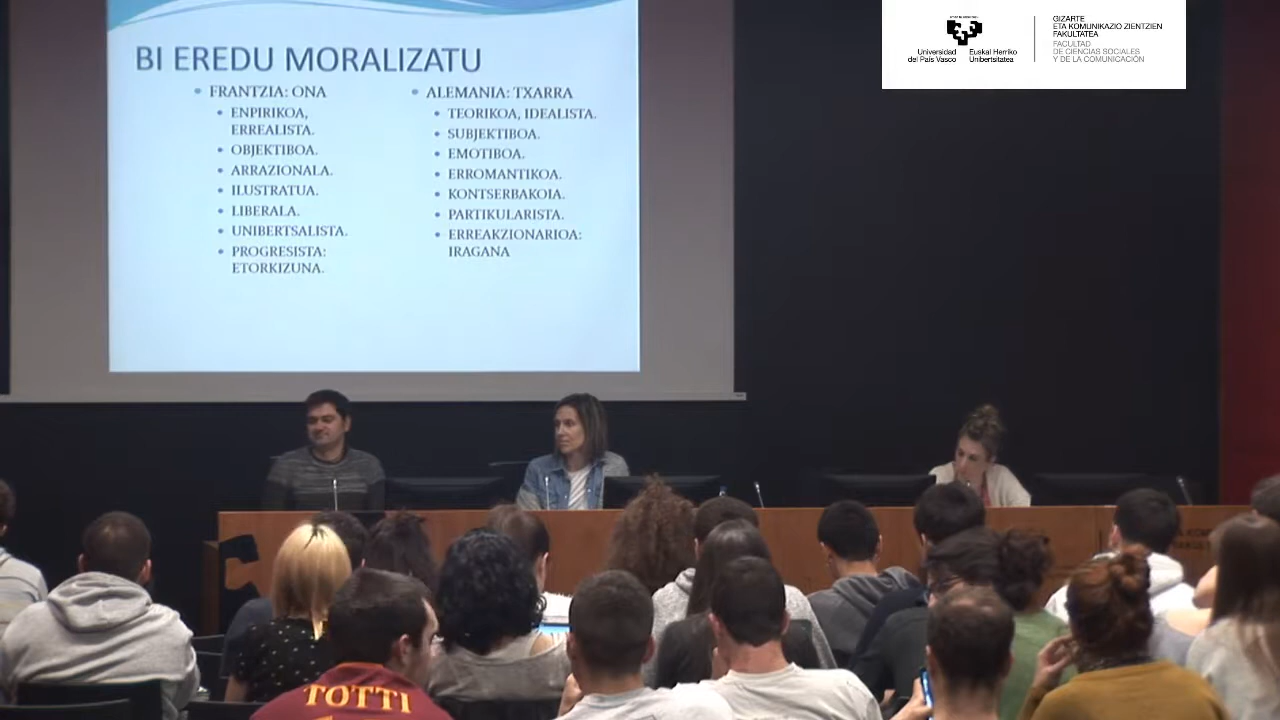 BI EREDU MORALIZATU
• FRANTZIA: ONA
• ENPIRIKOA,
ERREALISTA.
• OBJEKTIBOA.
• ARRAZIONALA.
• ILUSTRATUA.
• LIBERALA.
• UNIBERTSALISTA.
• PROGRESISTA:
ETORKIZUNA.
• ALEMANIA: TXARRA
• TEORIKOA, IDEALISTA.
• SUBJEKTIBOA.
• EMOTIBOA.
• ERROMANTIKOA.
• KONTSERBAKOIA.
• PARTIKULARISTA.
• ERREAKZIONARIOA:
IRAGANA
Universidad
del País Vasco
Euskal Herriko
Unibertsitatea
GIZARTE
ETA KOMUNIKAZIO ZIENTZIEN
FAKULTATEA
FACULTAD
DE CIENCIAS SOCIALES
Y DE LA COMUNICACIÓN
TOTTI